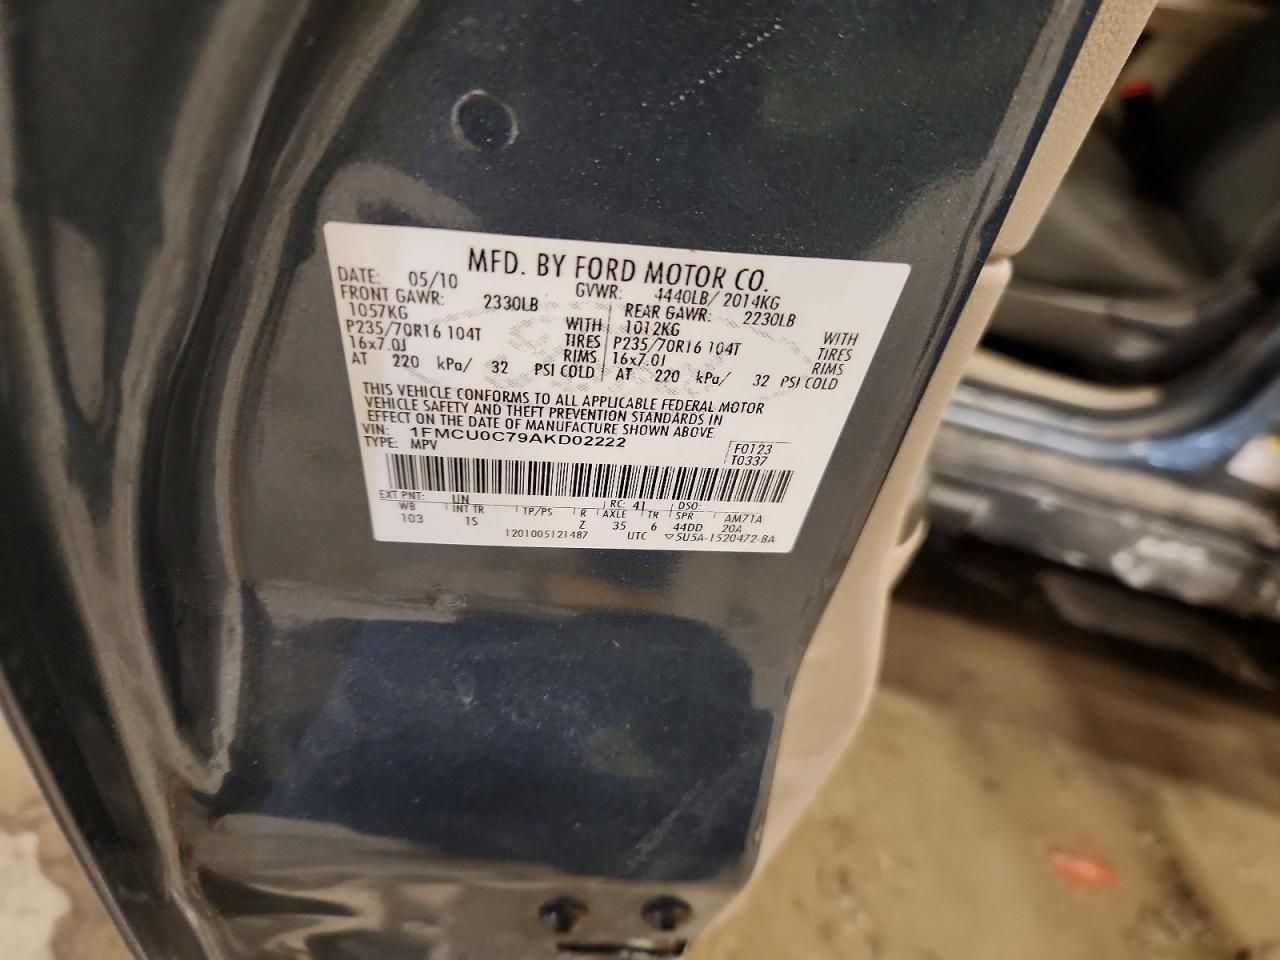 MFD. BY FORD MOTOR CO.
DATE: 05/10 GVWR: 4440LB/ 2014KG
FRONT GAWR: 2330LB REAR GAWR: 2230LB
1057KG WITH 1012KG WITH
P235/70R16 104T TIRES P235/70R16 104T TIRES
16x7.0J RIMS 16x7.0J RIMS
AT 220 kPa/ 32 PSI COLD AT 220 kPa/ 32 PSI COLD
THIS VEHICLE CONFORMS TO ALL APPLICABLE FEDERAL MOTOR
VEHICLE SAFETY AND THEFT PREVENTION STANDARDS IN
EFFECT ON THE DATE OF MANUFACTURE SHOWN ABOVE.
VIN: 1FMCU0C79AKD02222
TYPE: MPV F0123
T0337
EXT PNT: UN RC: 41 DSO:
WB INT TR TP/PS R AXLE TR SPR AM71A
103 1S Z 35 6 44DD 20A
1201005121487 UTC ▽5U5A-1520472-BA